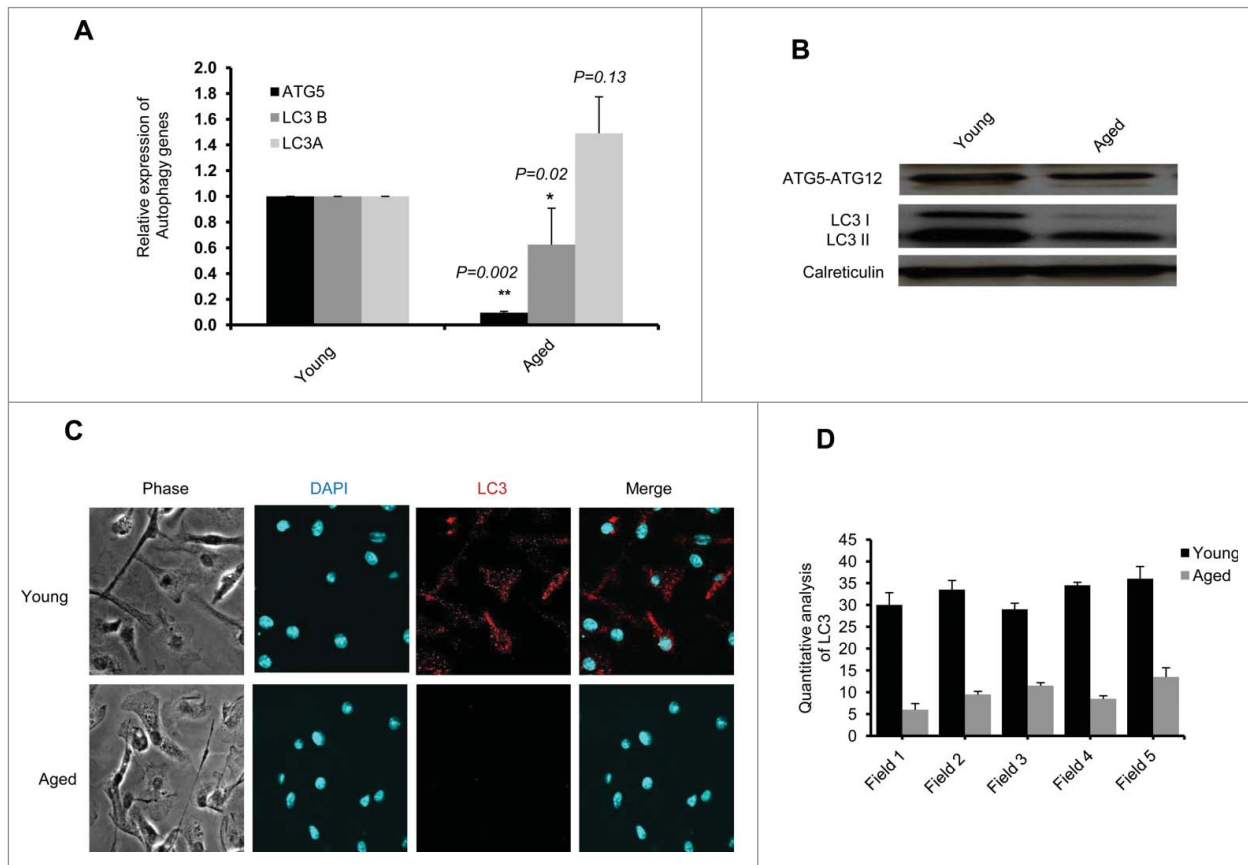 A
Relative expression of
Autophagy genes
2.0
1.8
1.6
1.4
1.2
1.0
0.8
0.6
0.4
0.2
0.0
ATG5
LC3 B
LC3A
P=0.002
**
P=0.02
*
P=0.13
Young
Aged
B
Young
Aged
ATG5-ATG12
LC3 I
LC3 II
Calreticulin
C
Phase
DAPI
LC3
Merge
Young
Aged
D
Quantitative analysis
of LC3
45
40
35
30
25
20
15
10
5
0
Young
Aged
Field 1
Field 2
Field 3
Field 4
Field 5